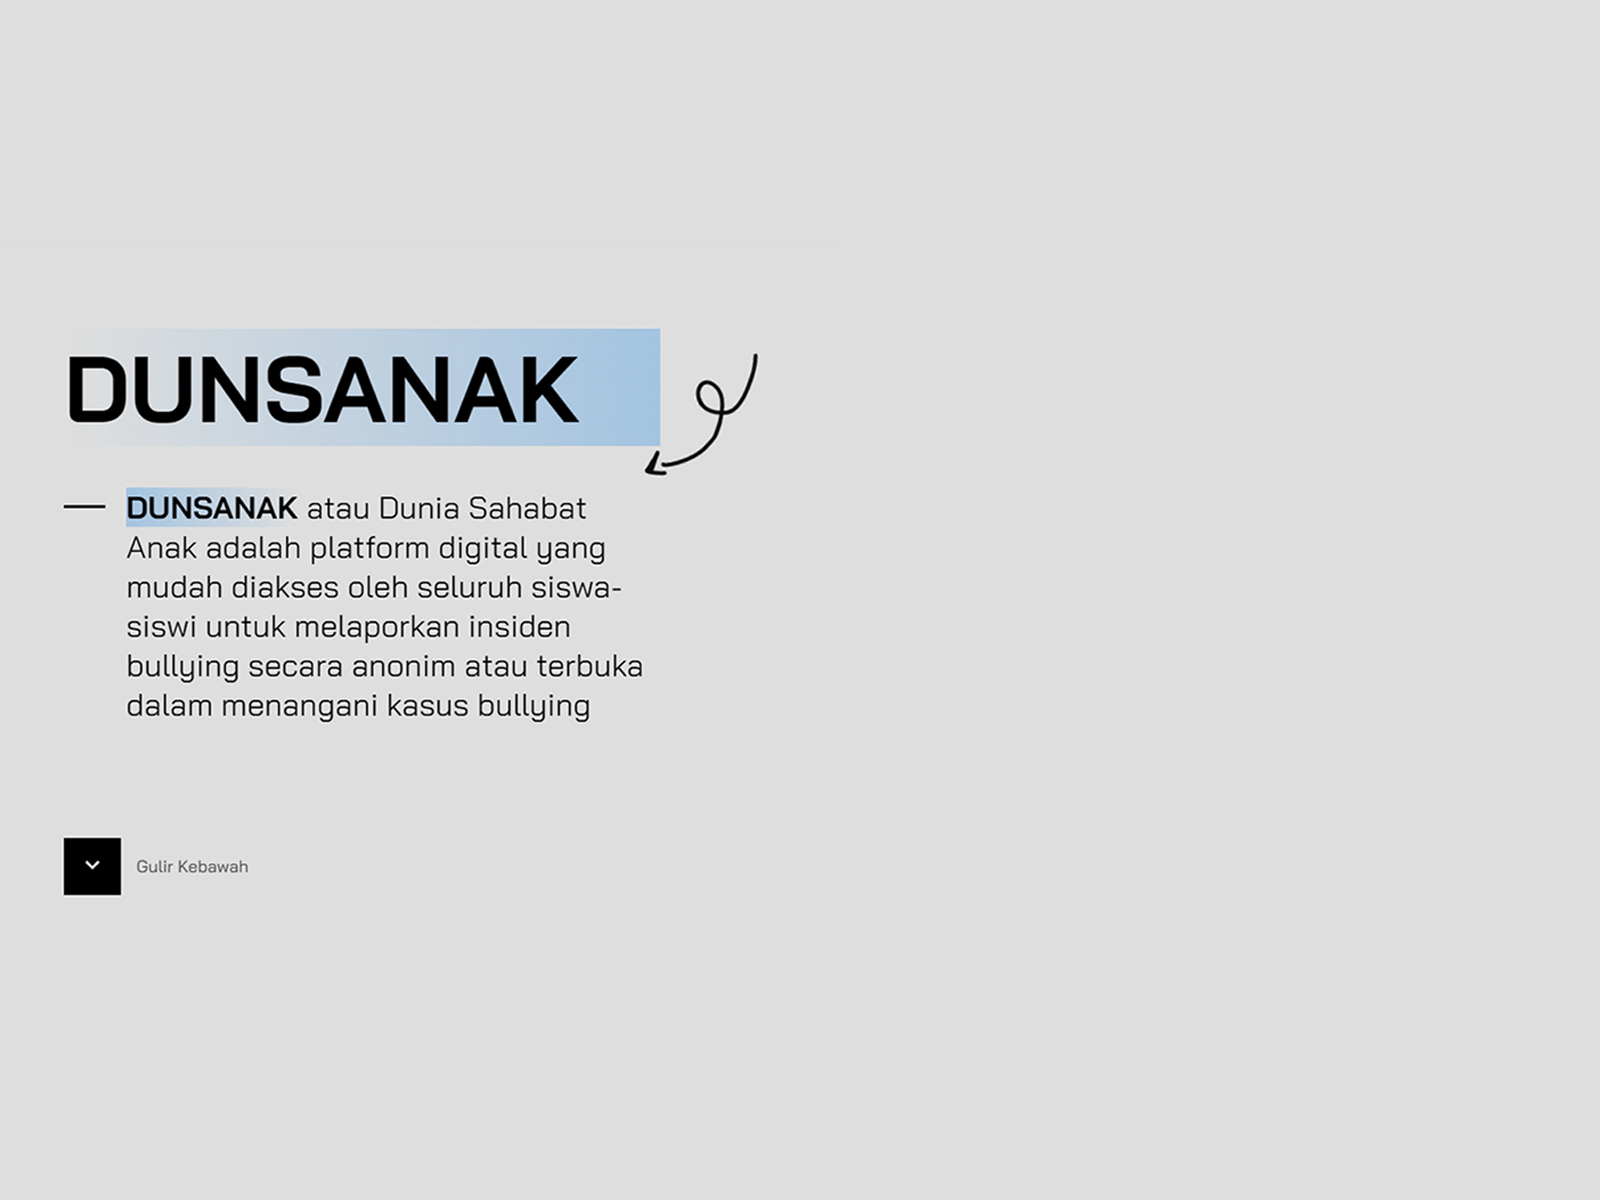 DUNSANAK
DUNSANAK atau Dunia Sahabat
Anak adalah platform digital yang
mudah diakses oleh seluruh siswa-
siswi untuk melaporkan insiden
bullying secara anonim atau terbuka
dalam menangani kasus bullying
Gulir Kebawah